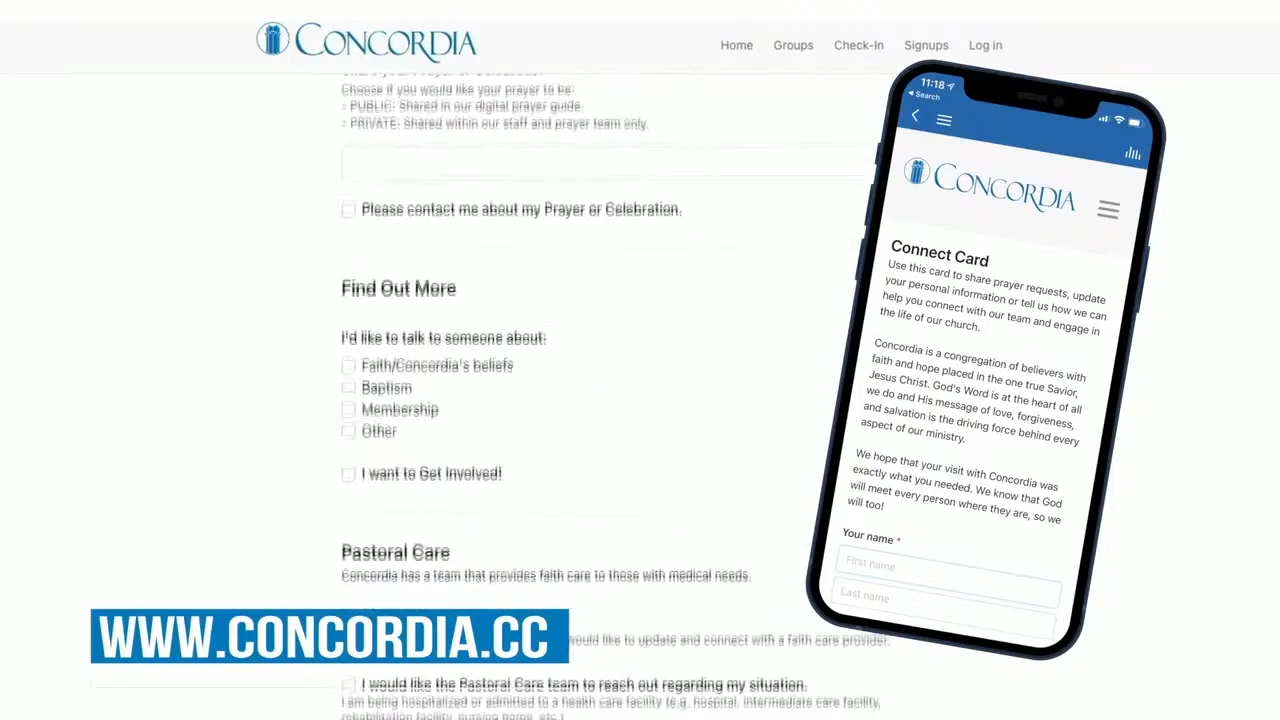 CONCORDIA
Home Groups Check-In Signups Log in
Share your Prayer or Celebration:
Choose if you would like your prayer to be:
- PUBLIC: Shared in our digital prayer guide.
- PRIVATE: Shared within our staff and prayer team only.
Please contact me about my Prayer or Celebration.
Find Out More
I'd like to talk to someone about:
Faith/Concordia's beliefs
Baptism
Membership
Other
I want to Get Involved!
Pastoral Care
Concordia has a team that provides faith care to those with medical needs.
would like to update and connect with a faith care provider.
I would like the Pastoral Care team to reach out regarding my situation.
I am being hospitalized or admitted to a health care facility (e.g. hospital, intermediate care facility,
rehabilitation facility, nursing home, etc.)
WWW.CONCORDIA.CC
11:18
Search
CONCORDIA
Connect Card
Use this card to share prayer requests, update
your personal information or tell us how we can
help you connect with our team and engage in
the life of our church.
Concordia is a congregation of believers with
faith and hope placed in the one true Savior,
Jesus Christ. God's Word is at the heart of all
we do and His message of love, forgiveness,
and salvation is the driving force behind every
aspect of our ministry.
We hope that your visit with Concordia was
exactly what you needed. We know that God
will meet every person where they are, so we
will too!
Your name *
First name
Last name